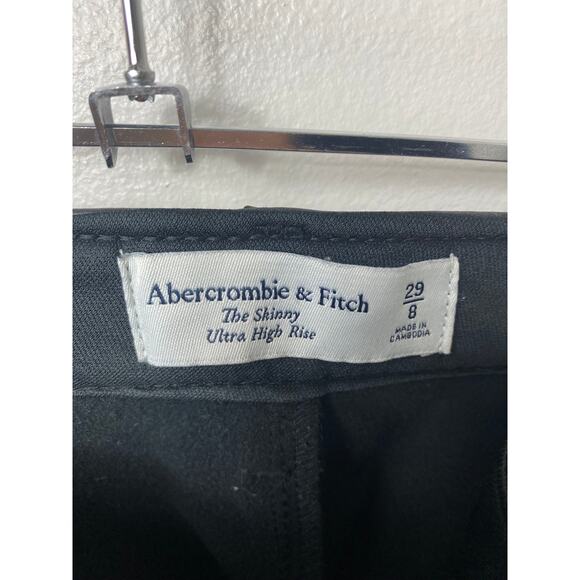 Abercrombie & Fitch
The Skinny
Ultra High Rise
29
8
MADE IN
CAMBODIA